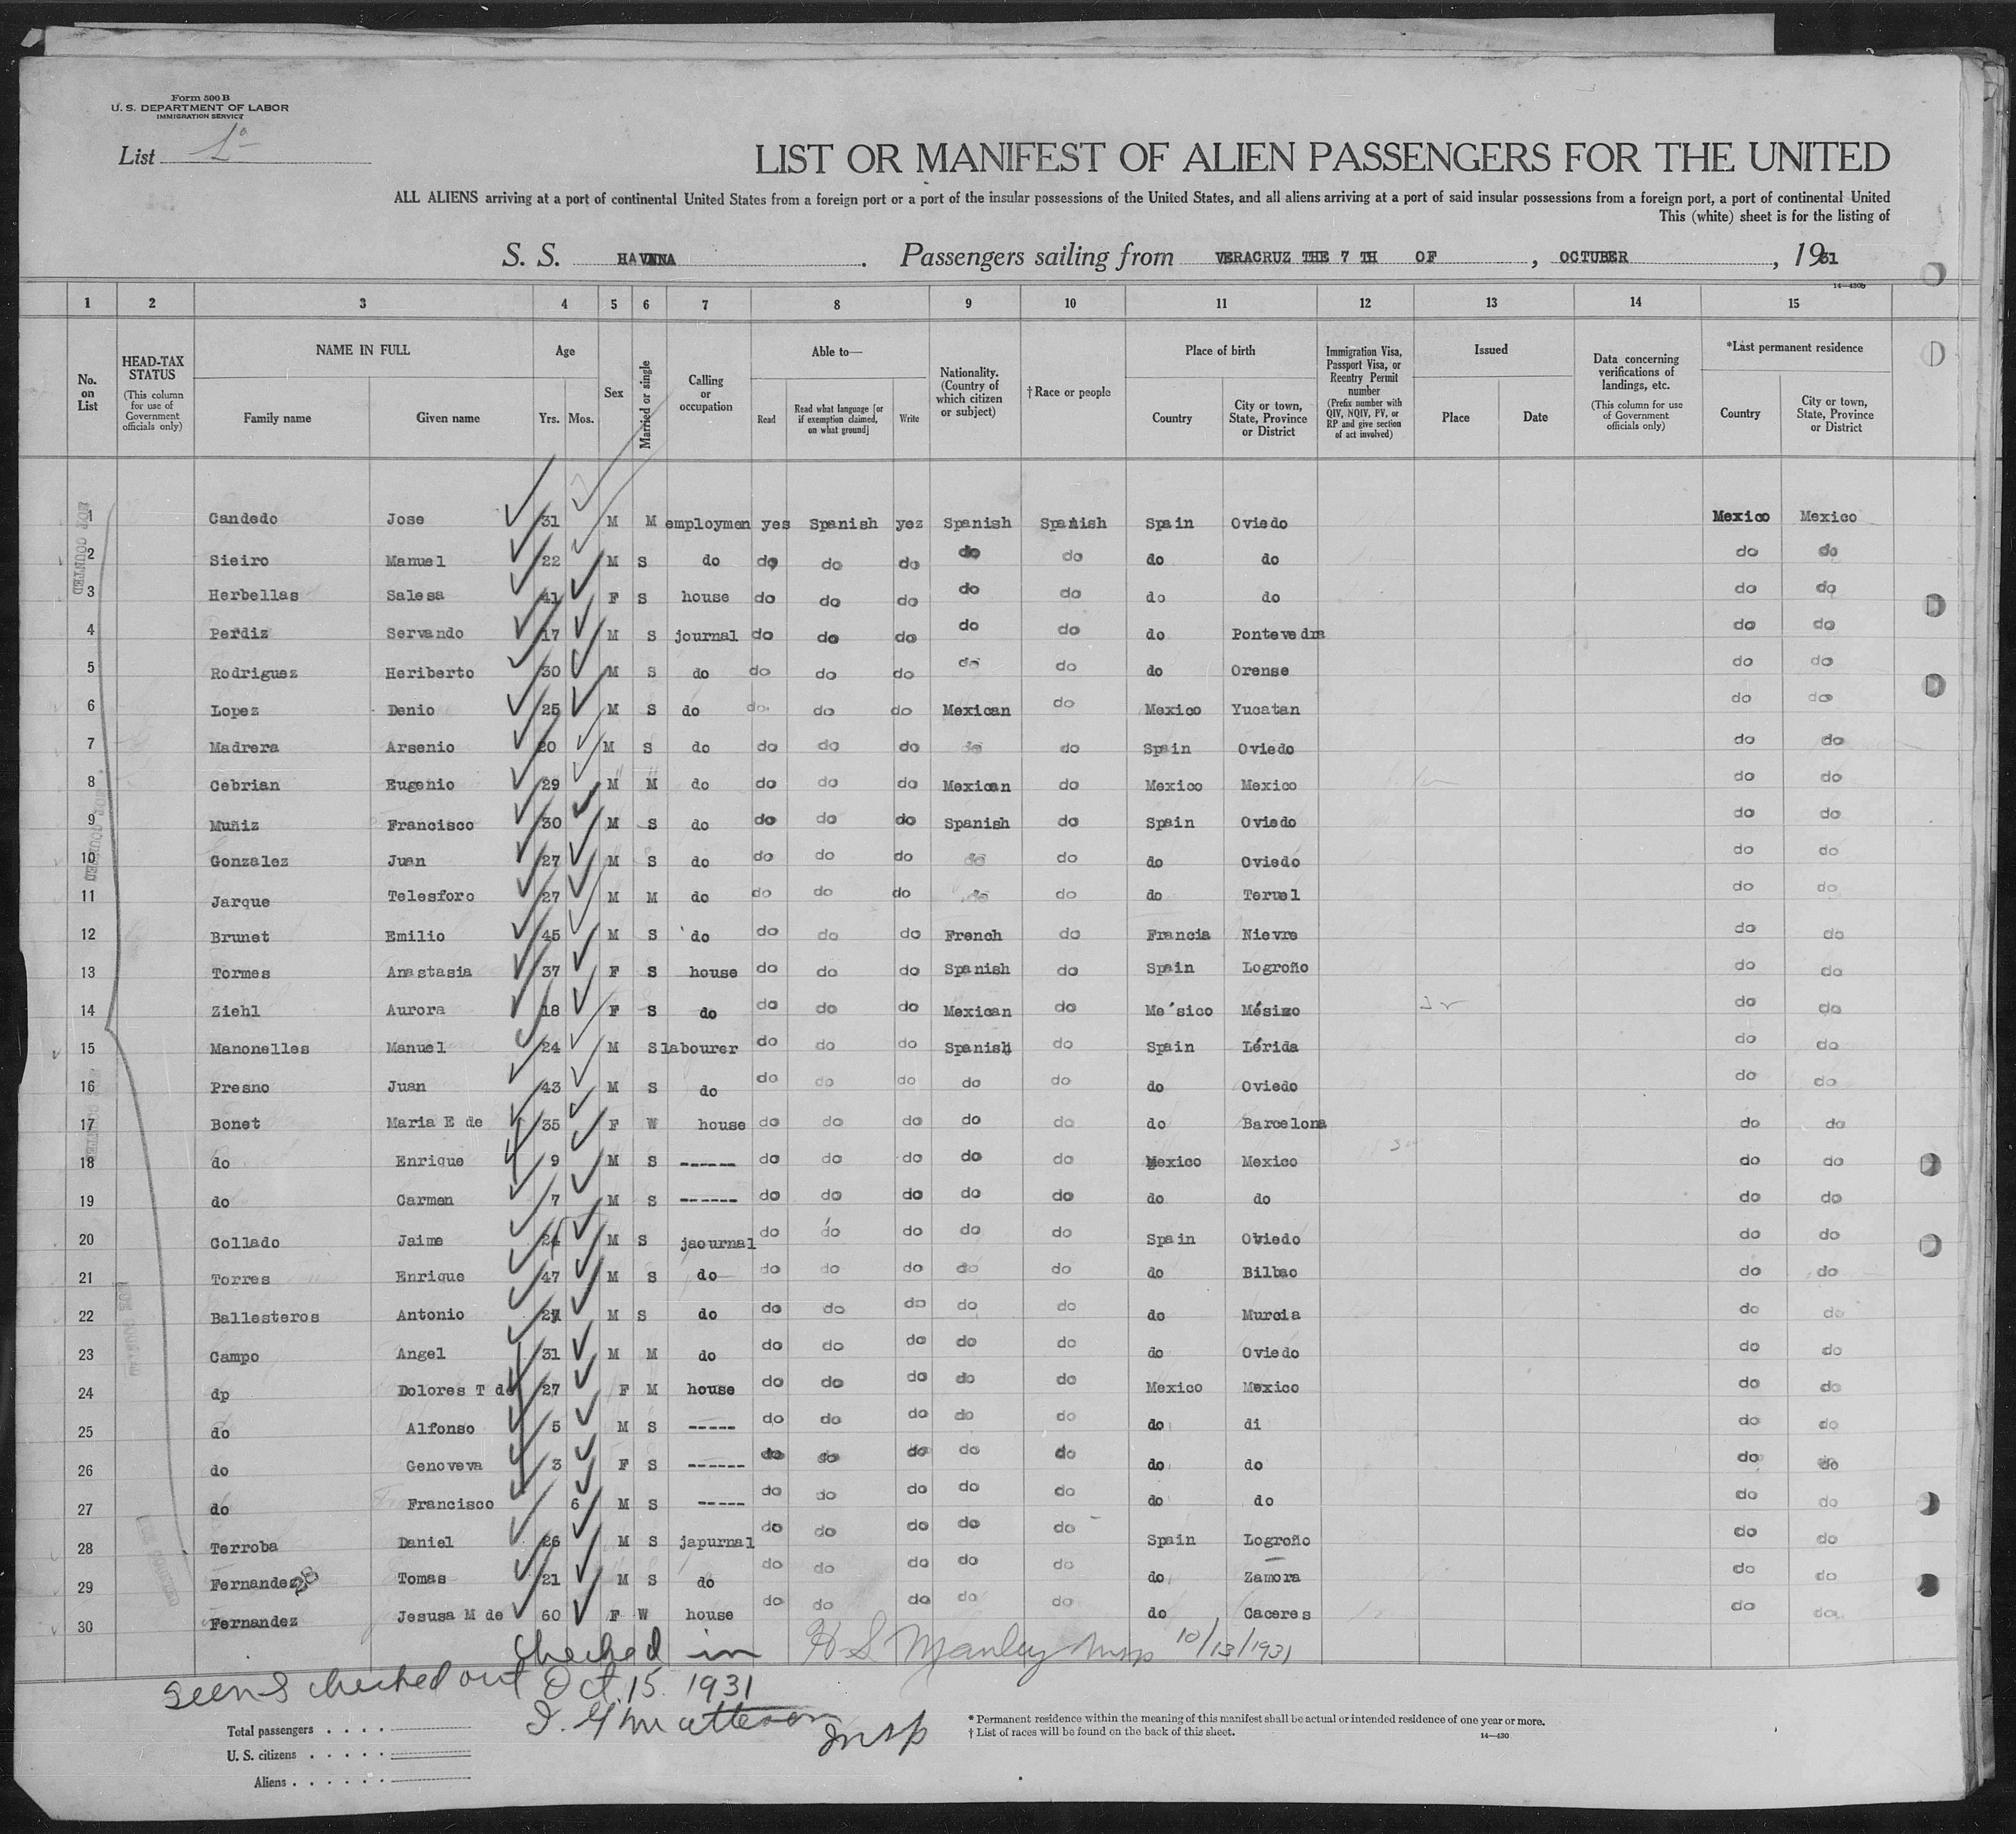 Form 500 B
U. S. DEPARTMENT OF LABOR
IMMIGRATION SERVICE
List 1ª
LIST OR MANIFEST OF ALIEN PASSENGERS FOR THE UNITED
ALL ALIENS arriving at a port of continental United States from a foreign port or a port of the insular possessions of the United States, and all aliens arriving at a port of said insular possessions from a foreign port, a port of continental United
This (white) sheet is for the listing of
S. S. HAVANA. Passengers sailing from VERACRUZ THE 7 TH OF , OCTUBER , 1931
14—430b
1 2 3 4 5 6 7 8 9 10 11 12 13 14 15
No. on List
HEAD-TAX STATUS
(This column for use of Government officials only)
NAME IN FULL
Family name Given name
Age
Yrs. Mos.
Sex
Married or single
Calling or occupation
Able to—
Read Read what language [or if exemption claimed, on what ground] Write
Nationality. (Country of which citizen or subject)
†Race or people
Place of birth
Country City or town, State, Province or District
Immigration Visa, Passport Visa, or Reentry Permit number
(Prefix number with QIV, NQIV, PV, or RP and give section of act involved)
Issued
Place Date
Data concerning verifications of landings, etc.
(This column for use of Government officials only)
*Last permanent residence
Country City or town, State, Province or District
1 Candedo Jose 31 M M employmen yes Spanish yez Spanish Spanish Spain Oviedo Mexico Mexico
2 Sieiro Manuel 22 M S do do do do do do do do do do
3 Herbellas Salesa 41 F S house do do do do do do do do do
4 Perdiz Servando 17 M S journal do do do do do do Pontevedra do do
5 Rodriguez Heriberto 30 M S do do do do do do do Orense do do
6 Lopez Denio 25 M S do do do do Mexican do Mexico Yucatan do do
7 Madrera Arsenio 20 M S do do do do do do Spain Oviedo do do
8 Cebrian Eugenio 29 M M do do do do Mexican do Mexico Mexico do do
9 Muñiz Francisco 30 M S do do do do Spanish do Spain Oviedo do do
10 Gonzalez Juan 27 M S do do do do do do do Oviedo do do
11 Jarque Telesforo 27 M M do do do do do do do Teruel do do
12 Brunet Emilio 45 M S do do do do French do Francia Nievre do do
13 Tormes Anastasia 37 F S house do do do Spanish do Spain Logroño do do
14 Ziehl Aurora 18 F S do do do do Mexican do Me´sico Mésico do do
15 Manonelles Manuel 24 M S labourer do do do Spanish do Spain Lérida do do
16 Presno Juan 43 M S do do do do do do do Oviedo do do
17 Bonet Maria E de 35 F W house do do do do do do Barcelona do do
18 do Enrique 9 M S ------ do do do do do Mexico Mexico do do
19 do Carmen 7 M S ------ do do do do do do do do do
20 Collado Jaime 24 M S jaournal do do do do do Spain Oviedo do do
21 Torres Enrique 47 M S do do do do do do do Bilbao do do
22 Ballesteros Antonio 27 M S do do do do do do do Murcia do do
23 Campo Angel 31 M M do do do do do do do Oviedo do do
24 dp Dolores T de 27 F M house do do do do do Mexico Mexico do do
25 do Alfonso 5 M S ----- do do do do do do di do do
26 do Genoveva 3 F S ------ do do do do do do do do do
27 do Francisco 6 M S ----- do do do do do do do do do
28 Terroba Daniel 26 M S japurnal do do do do do Spain Logroño do do
29 Fernandez 28 Tomas 21 M S do do do do do do do Zamora do do
30 Fernandez Jesusa M de 60 F W house do do do do do do Caceres do do
checked in H S Manley Insp 10/13/1931
Seen & checked out Oct. 15 1931
Insp
Total passengers
U. S. citizens
Aliens
* Permanent residence within the meaning of this manifest shall be actual or intended residence of one year or more.
† List of races will be found on the back of this sheet.
14—430